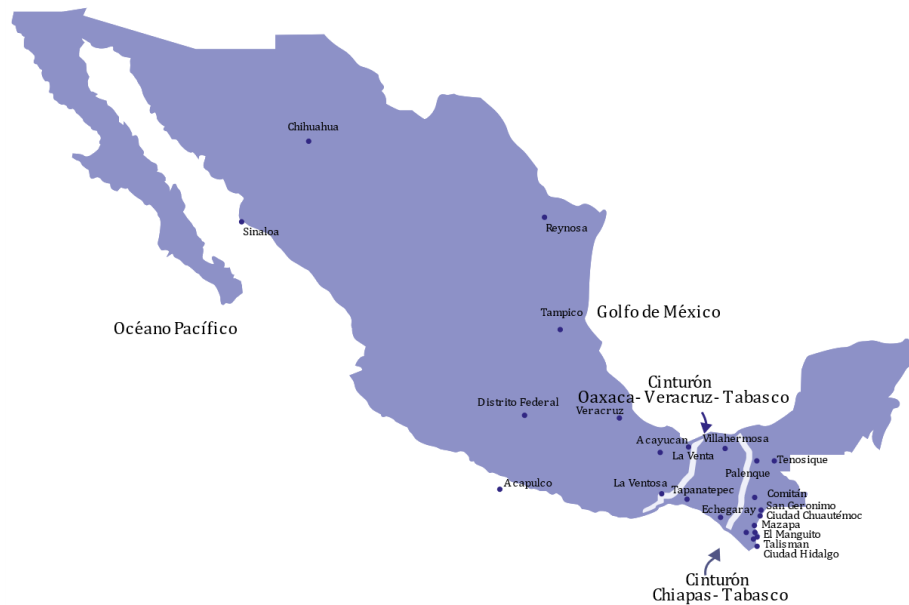 Chihuahua
Sinaloa
Reynosa
Tampico
Golfo de México
Océano Pacífico
Cinturón
Oaxaca- Veracruz- Tabasco
Distrito Federal
Veracruz
Acayucan
Villahermosa
La Venta
Palenque
Tenosique
Acapulco
La Ventosa
Tapanatepec
Comitán
San Geronimo
Echegaray
Ciudad Chuautémoc
Mazapa
El Manguito
Talismán
Ciudad Hidalgo
Cinturón
Chiapas- Tabasco